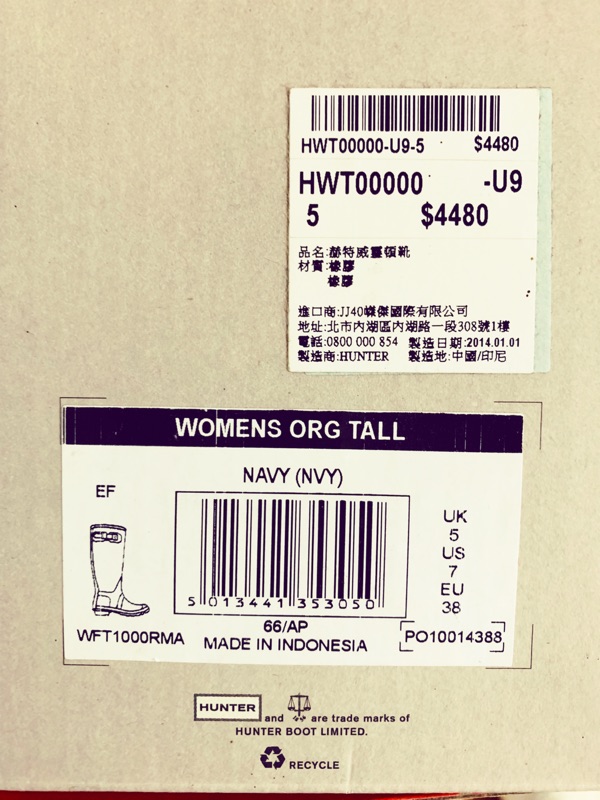 HWT00000-U9-5 $4480
HWT00000 -U9
5 $4480
品名:赫特威靈頓靴
材質:橡膠
橡膠
進口商:JJ40嶸傑國際有限公司
地址:北市內湖區內湖路一段308號1樓
電話:0800 000 854 製造日期:2014.01.01
製造商:HUNTER 製造地:中國/印尼
WOMENS ORG TALL
NAVY (NVY)
EF
UK
5
US
7
EU
38
5 013441 353050
66/AP
WFT1000RMA
MADE IN INDONESIA
PO10014388
HUNTER and are trade marks of
HUNTER BOOT LIMITED.
RECYCLE